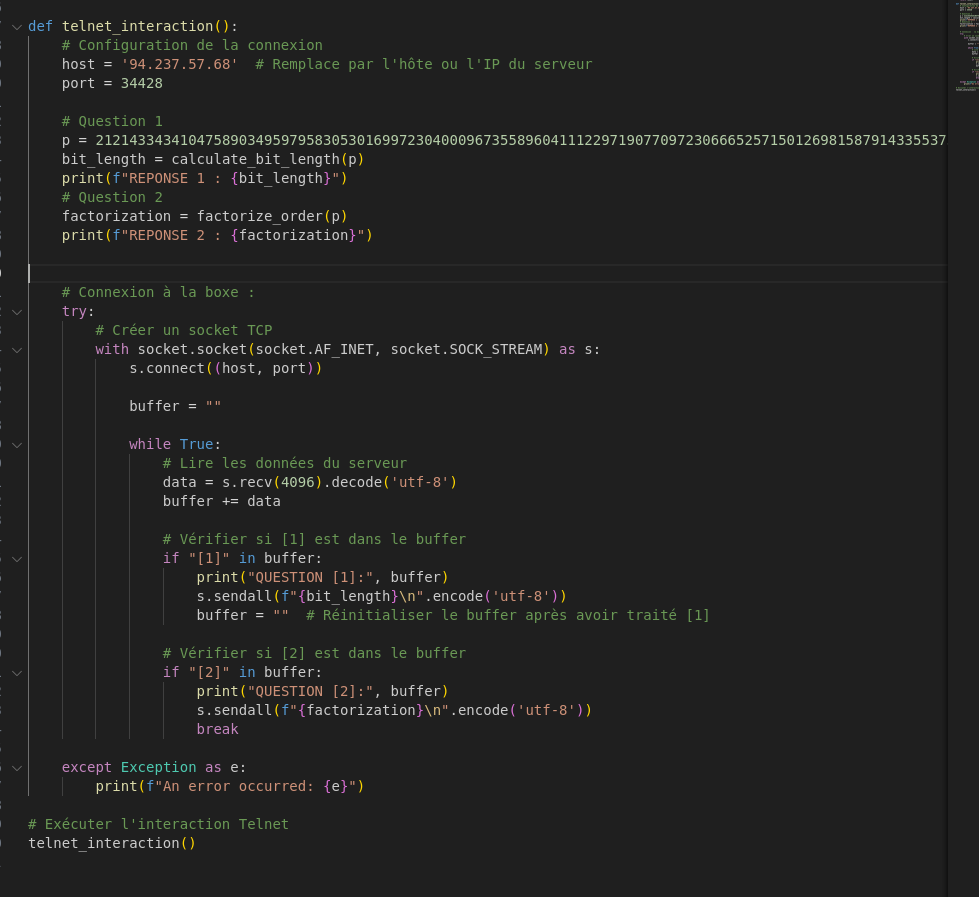 def telnet_interaction():
    # Configuration de la connexion
    host = '94.237.57.68'  # Remplace par l'hôte ou l'IP du serveur
    port = 34428

    # Question 1
    p = 21214334341047589034959795830530169972304000967355896041112297190770972306665257150126981587914335537
    bit_length = calculate_bit_length(p)
    print(f"REPONSE 1 : {bit_length}")
    # Question 2
    factorization = factorize_order(p)
    print(f"REPONSE 2 : {factorization}")

    # Connexion à la boxe :
    try:
        # Créer un socket TCP
        with socket.socket(socket.AF_INET, socket.SOCK_STREAM) as s:
            s.connect((host, port))

            buffer = ""

            while True:
                # Lire les données du serveur
                data = s.recv(4096).decode('utf-8')
                buffer += data

                # Vérifier si [1] est dans le buffer
                if "[1]" in buffer:
                    print("QUESTION [1]:", buffer)
                    s.sendall(f"{bit_length}\n".encode('utf-8'))
                    buffer = ""  # Réinitialiser le buffer après avoir traité [1]

                # Vérifier si [2] est dans le buffer
                if "[2]" in buffer:
                    print("QUESTION [2]:", buffer)
                    s.sendall(f"{factorization}\n".encode('utf-8'))
                    break

    except Exception as e:
        print(f"An error occurred: {e}")

# Exécuter l'interaction Telnet
telnet_interaction()